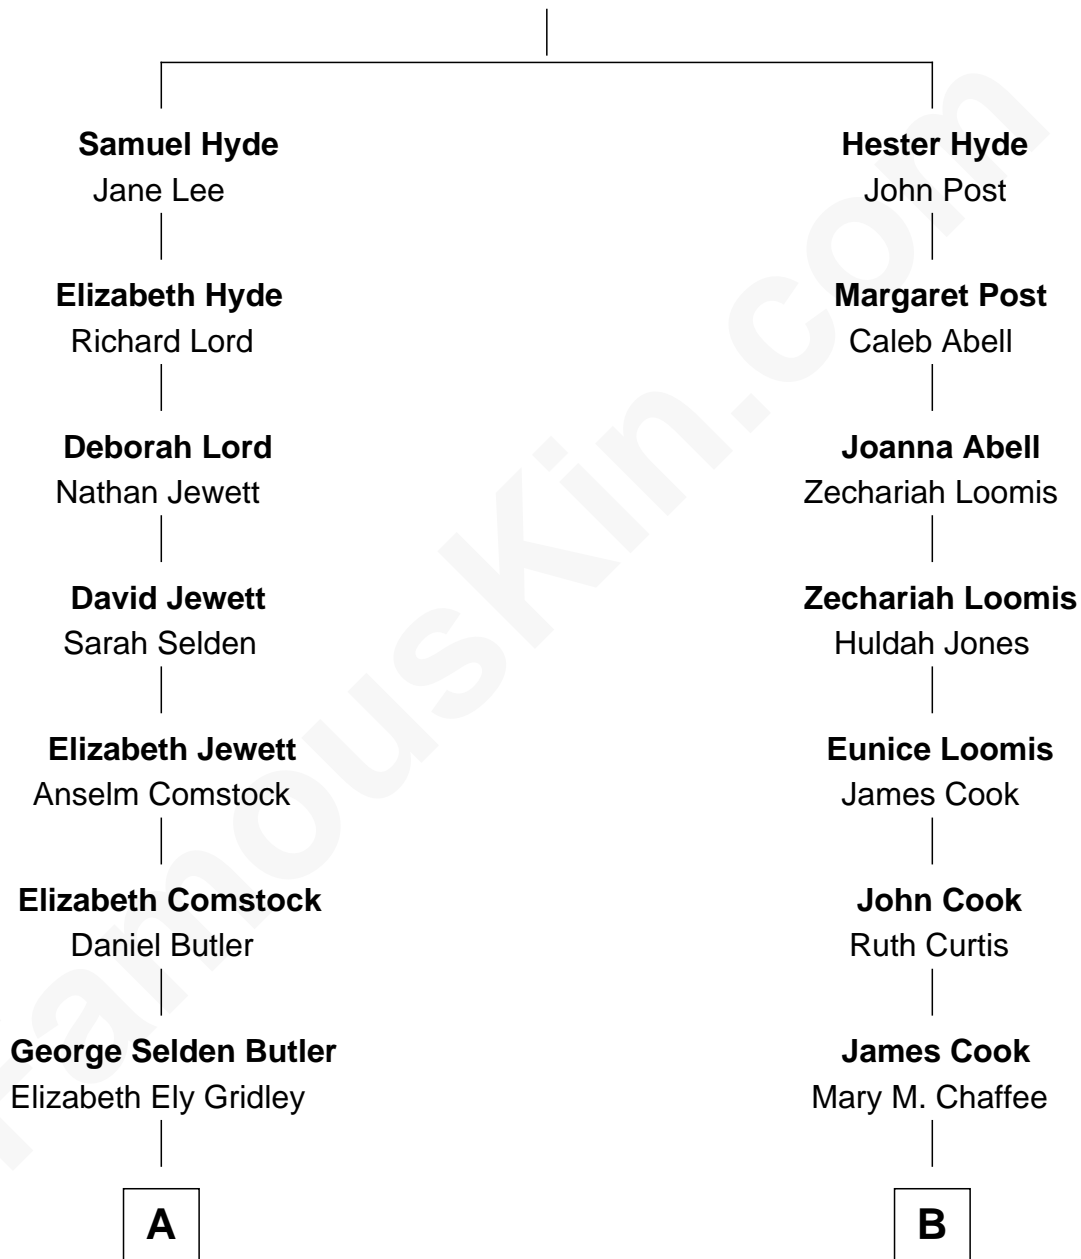 Samuel Hyde
Jane Lee
Elizabeth Hyde
Richard Lord
Deborah Lord
Nathan Jewett
David Jewett
Sarah Selden
Elizabeth Jewett
Anselm Comstock
Elizabeth Comstock
Daniel Butler
George Selden Butler
Elizabeth Ely Gridley
A
Hester Hyde
John Post
Margaret Post
Caleb Abell
Joanna Abell
Zechariah Loomis
Zechariah Loomis
Huldah Jones
Eunice Loomis
James Cook
John Cook
Ruth Curtis
James Cook
Mary M. Chaffee
B
FamousKin.com